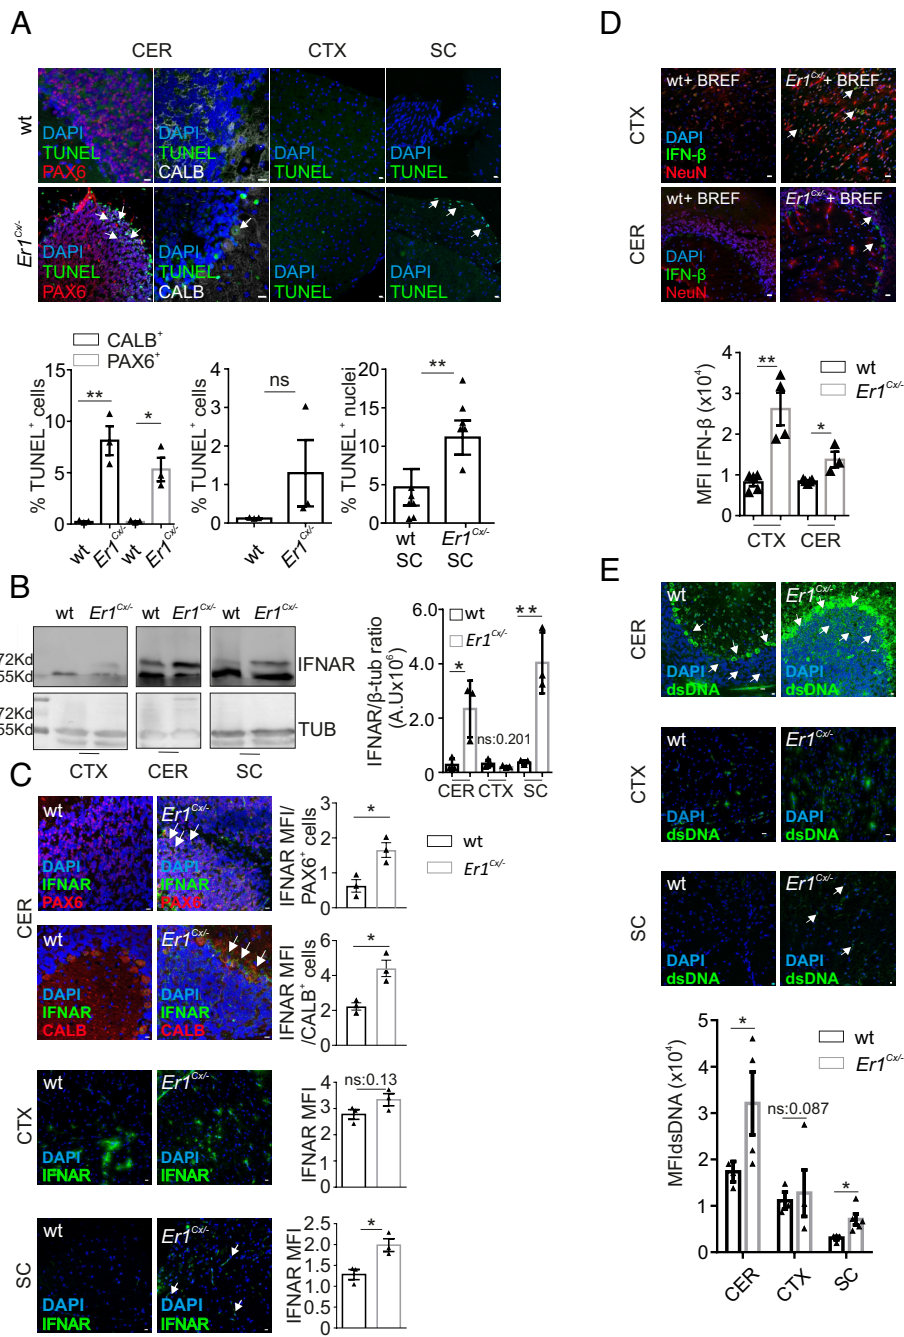 A
CER CTX SC
wt
DAPI TUNEL PAX6
DAPI TUNEL CALB
DAPI TUNEL
DAPI TUNEL
Er1Cx/-
DAPI TUNEL PAX6
DAPI TUNEL CALB
DAPI TUNEL
DAPI TUNEL
CALB+
PAX6+
% TUNEL+ cells
15
10
5
0
**
*
wt
Er1Cx/-
wt
Er1Cx/-
% TUNEL+ cells
4
3
2
1
0
ns
wt
Er1Cx/-
% TUNEL+ nuclei
20
15
10
5
0
**
wt SC
Er1Cx/- SC
B
wt Er1Cx/- wt Er1Cx/- wt Er1Cx/-
72Kd
55Kd
IFNAR
72Kd
55Kd
TUB
CTX CER SC
IFNAR/β-tub ratio
(A.Ux10⁶)
6.0
4.0
2.0
0
wt
Er1Cx/-
*
ns:0.201
**
CER CTX SC
C
CER
wt
DAPI
IFNAR
PAX6
Er1Cx/-
DAPI
IFNAR
PAX6
IFNAR MFI/
PAX6+ cells
3
2
1
0
*
wt
Er1Cx/-
wt
DAPI
IFNAR
CALB
Er1Cx/-
DAPI
IFNAR
CALB
IFNAR MFI
/CALB+ cells
6
4
2
0
*
CTX
wt
DAPI
IFNAR
Er1Cx/-
DAPI
IFNAR
IFNAR MFI
4
3
2
1
0
ns:0.13
SC
wt
DAPI
IFNAR
Er1Cx/-
DAPI
IFNAR
IFNAR MFI
2.5
2.0
1.5
1.0
0.5
0
*
D
CTX
wt+ BREF
DAPI
IFN-β
NeuN
Er1Cx/- + BREF
CER
wt+ BREF
DAPI
IFN-β
NeuN
Er1Cx/- + BREF
MFI IFN-β (x10⁴)
4
3
2
1
0
**
*
wt
Er1Cx/-
CTX CER
E
CER
wt
DAPI
dsDNA
Er1Cx/-
DAPI
dsDNA
CTX
wt
DAPI
dsDNA
Er1Cx/-
DAPI
dsDNA
SC
wt
DAPI
dsDNA
Er1Cx/-
DAPI
dsDNA
MFIdsDNA (x10⁴)
5
4
3
2
1
0
*
ns:0.087
*
wt
Er1Cx/-
CER
CTX
SC